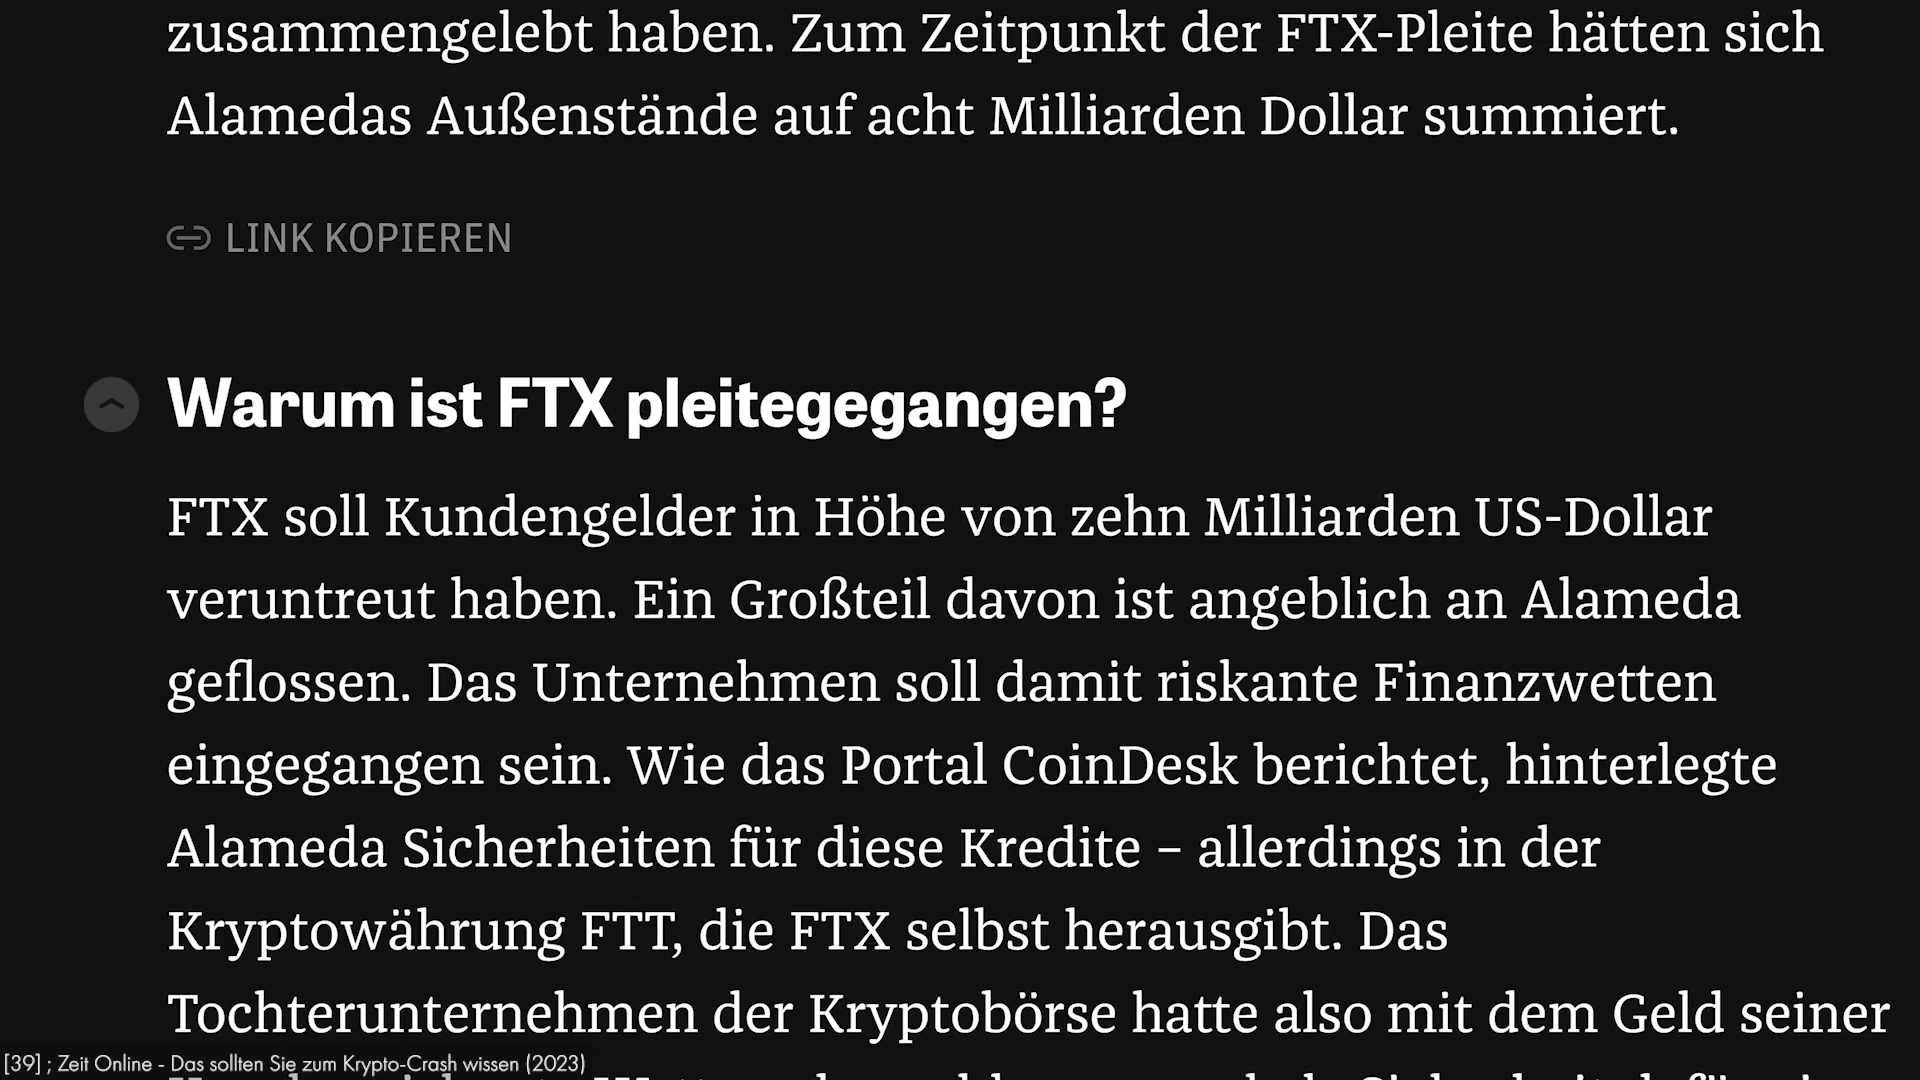 zusammengelebt haben. Zum Zeitpunkt der FTX-Pleite hätten sich
Alamedas Außenstände auf acht Milliarden Dollar summiert.
LINK KOPIEREN
Warum ist FTX pleitegegangen?
FTX soll Kundengelder in Höhe von zehn Milliarden US-Dollar
veruntreut haben. Ein Großteil davon ist angeblich an Alameda
geflossen. Das Unternehmen soll damit riskante Finanzwetten
eingegangen sein. Wie das Portal CoinDesk berichtet, hinterlegte
Alameda Sicherheiten für diese Kredite – allerdings in der
Kryptowährung FTT, die FTX selbst herausgibt. Das
Tochterunternehmen der Kryptobörse hatte also mit dem Geld seiner
[39] ; Zeit Online - Das sollten Sie zum Krypto-Crash wissen (2023)